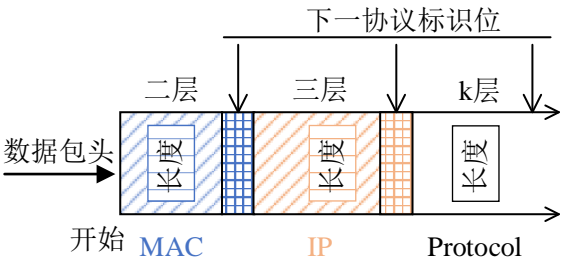 下一协议标识位
二层 三层 k层
数据包头 长度 长度 长度
开始 MAC IP Protocol